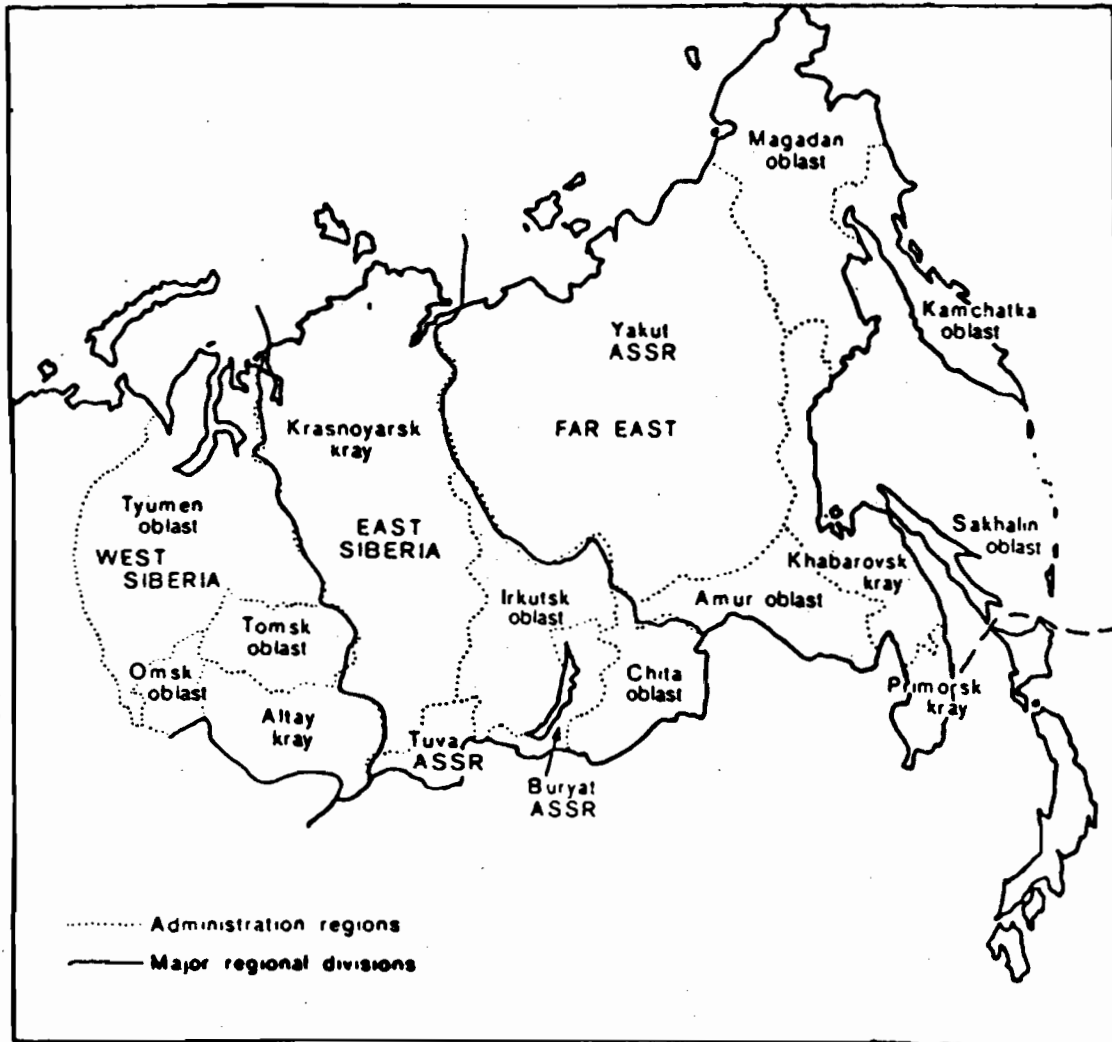 Magadan
oblast
Kamchatka
oblast
Yakut
ASSR
FAR EAST
Krasnoyarsk
kray
Tyumen
oblast
WEST
SIBERIA
EAST
SIBERIA
Sakhalin
oblast
Khabarovsk
kray
Irkutsk
oblast
Amur oblast
Tomsk
oblast
Omsk
oblast
Chita
oblast
Primorsk
kray
Altay
kray
Tuva
ASSR
Buryat
ASSR
Administration regions
Major regional divisions